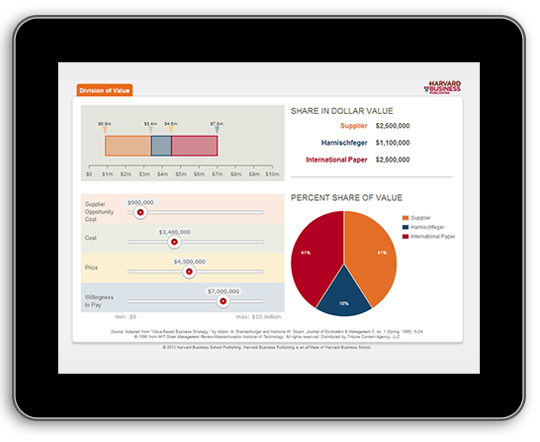 Division of Value
HARVARD
BUSINESS
PUBLISHING
SHARE IN DOLLAR VALUE
Supplier $2,500,000
Harnischfeger $1,100,000
International Paper $2,500,000
$0.9m $3.4m $4.5m $7.0m
$0 $1m $2m $3m $4m $5m $6m $7m $8m $9m $10m
Supplier
Opportunity
Cost
$900,000
Cost
$3,400,000
Price
$4,500,000
Willingness
to Pay
$7,000,000
min: $0 max: $10 million
PERCENT SHARE OF VALUE
Supplier
Harnischfeger
International Paper
41% 41%
18%
Source: Adapted from "Value-Based Business Strategy," by Adam M. Brandenburger and Harborne W. Stuart, Journal of Economics & Management 5, no. 1 (Spring, 1996): 5-24.
© 1996 from MIT Sloan Management Review/Massachusetts Institute of Technology. All rights reserved. Distributed by Tribune Content Agency, LLC.
© 2013 Harvard Business School Publishing. Harvard Business Publishing is an affiliate of Harvard Business School.